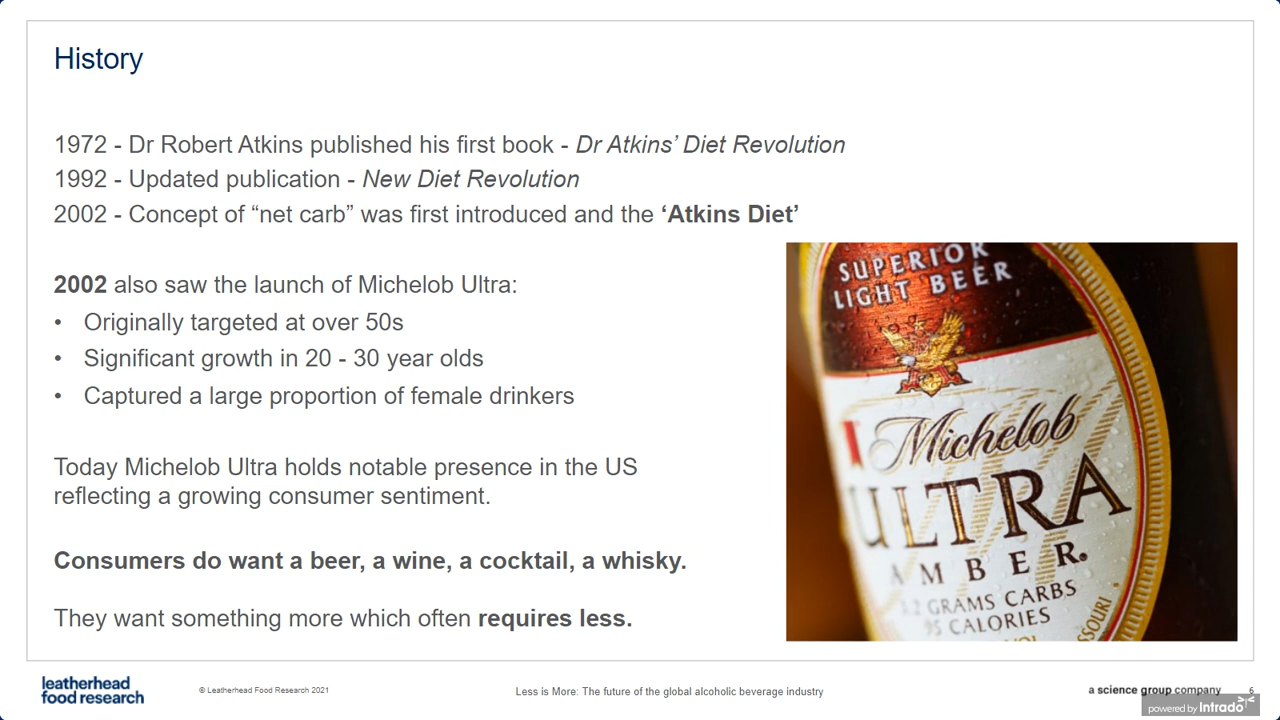 History
1972 - Dr Robert Atkins published his first book - Dr Atkins’ Diet Revolution
1992 - Updated publication - New Diet Revolution
2002 - Concept of “net carb” was first introduced and the ‘Atkins Diet’
2002 also saw the launch of Michelob Ultra:
• Originally targeted at over 50s
• Significant growth in 20 - 30 year olds
• Captured a large proportion of female drinkers
Today Michelob Ultra holds notable presence in the US
reflecting a growing consumer sentiment.
Consumers do want a beer, a wine, a cocktail, a whisky.
They want something more which often requires less.
SUPERIOR
LIGHT BEER
Michelob
ULTRA
AMBER.
GRAMS CARBS
95 CALORIES
leatherhead
food research
© Leatherhead Food Research 2021
Less is More: The future of the global alcoholic beverage industry
a science group company
6
powered by Intrado